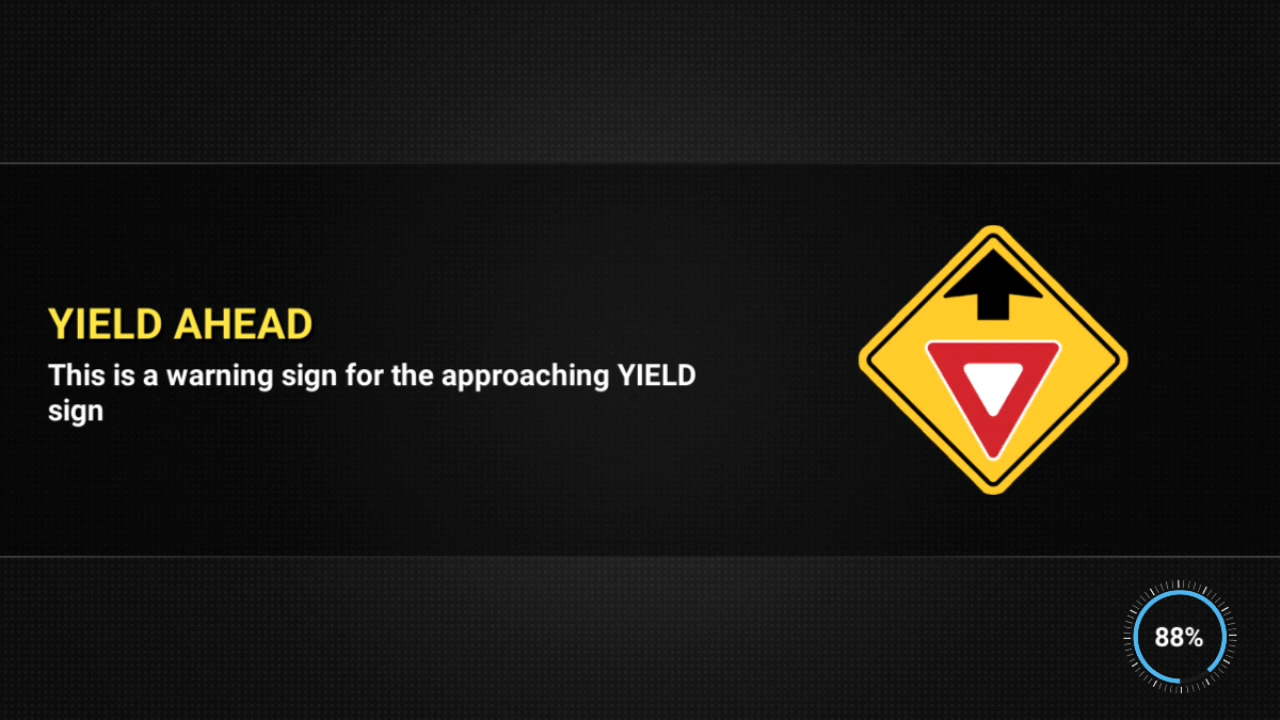 YIELD AHEAD
This is a warning sign for the approaching YIELD
sign
88%